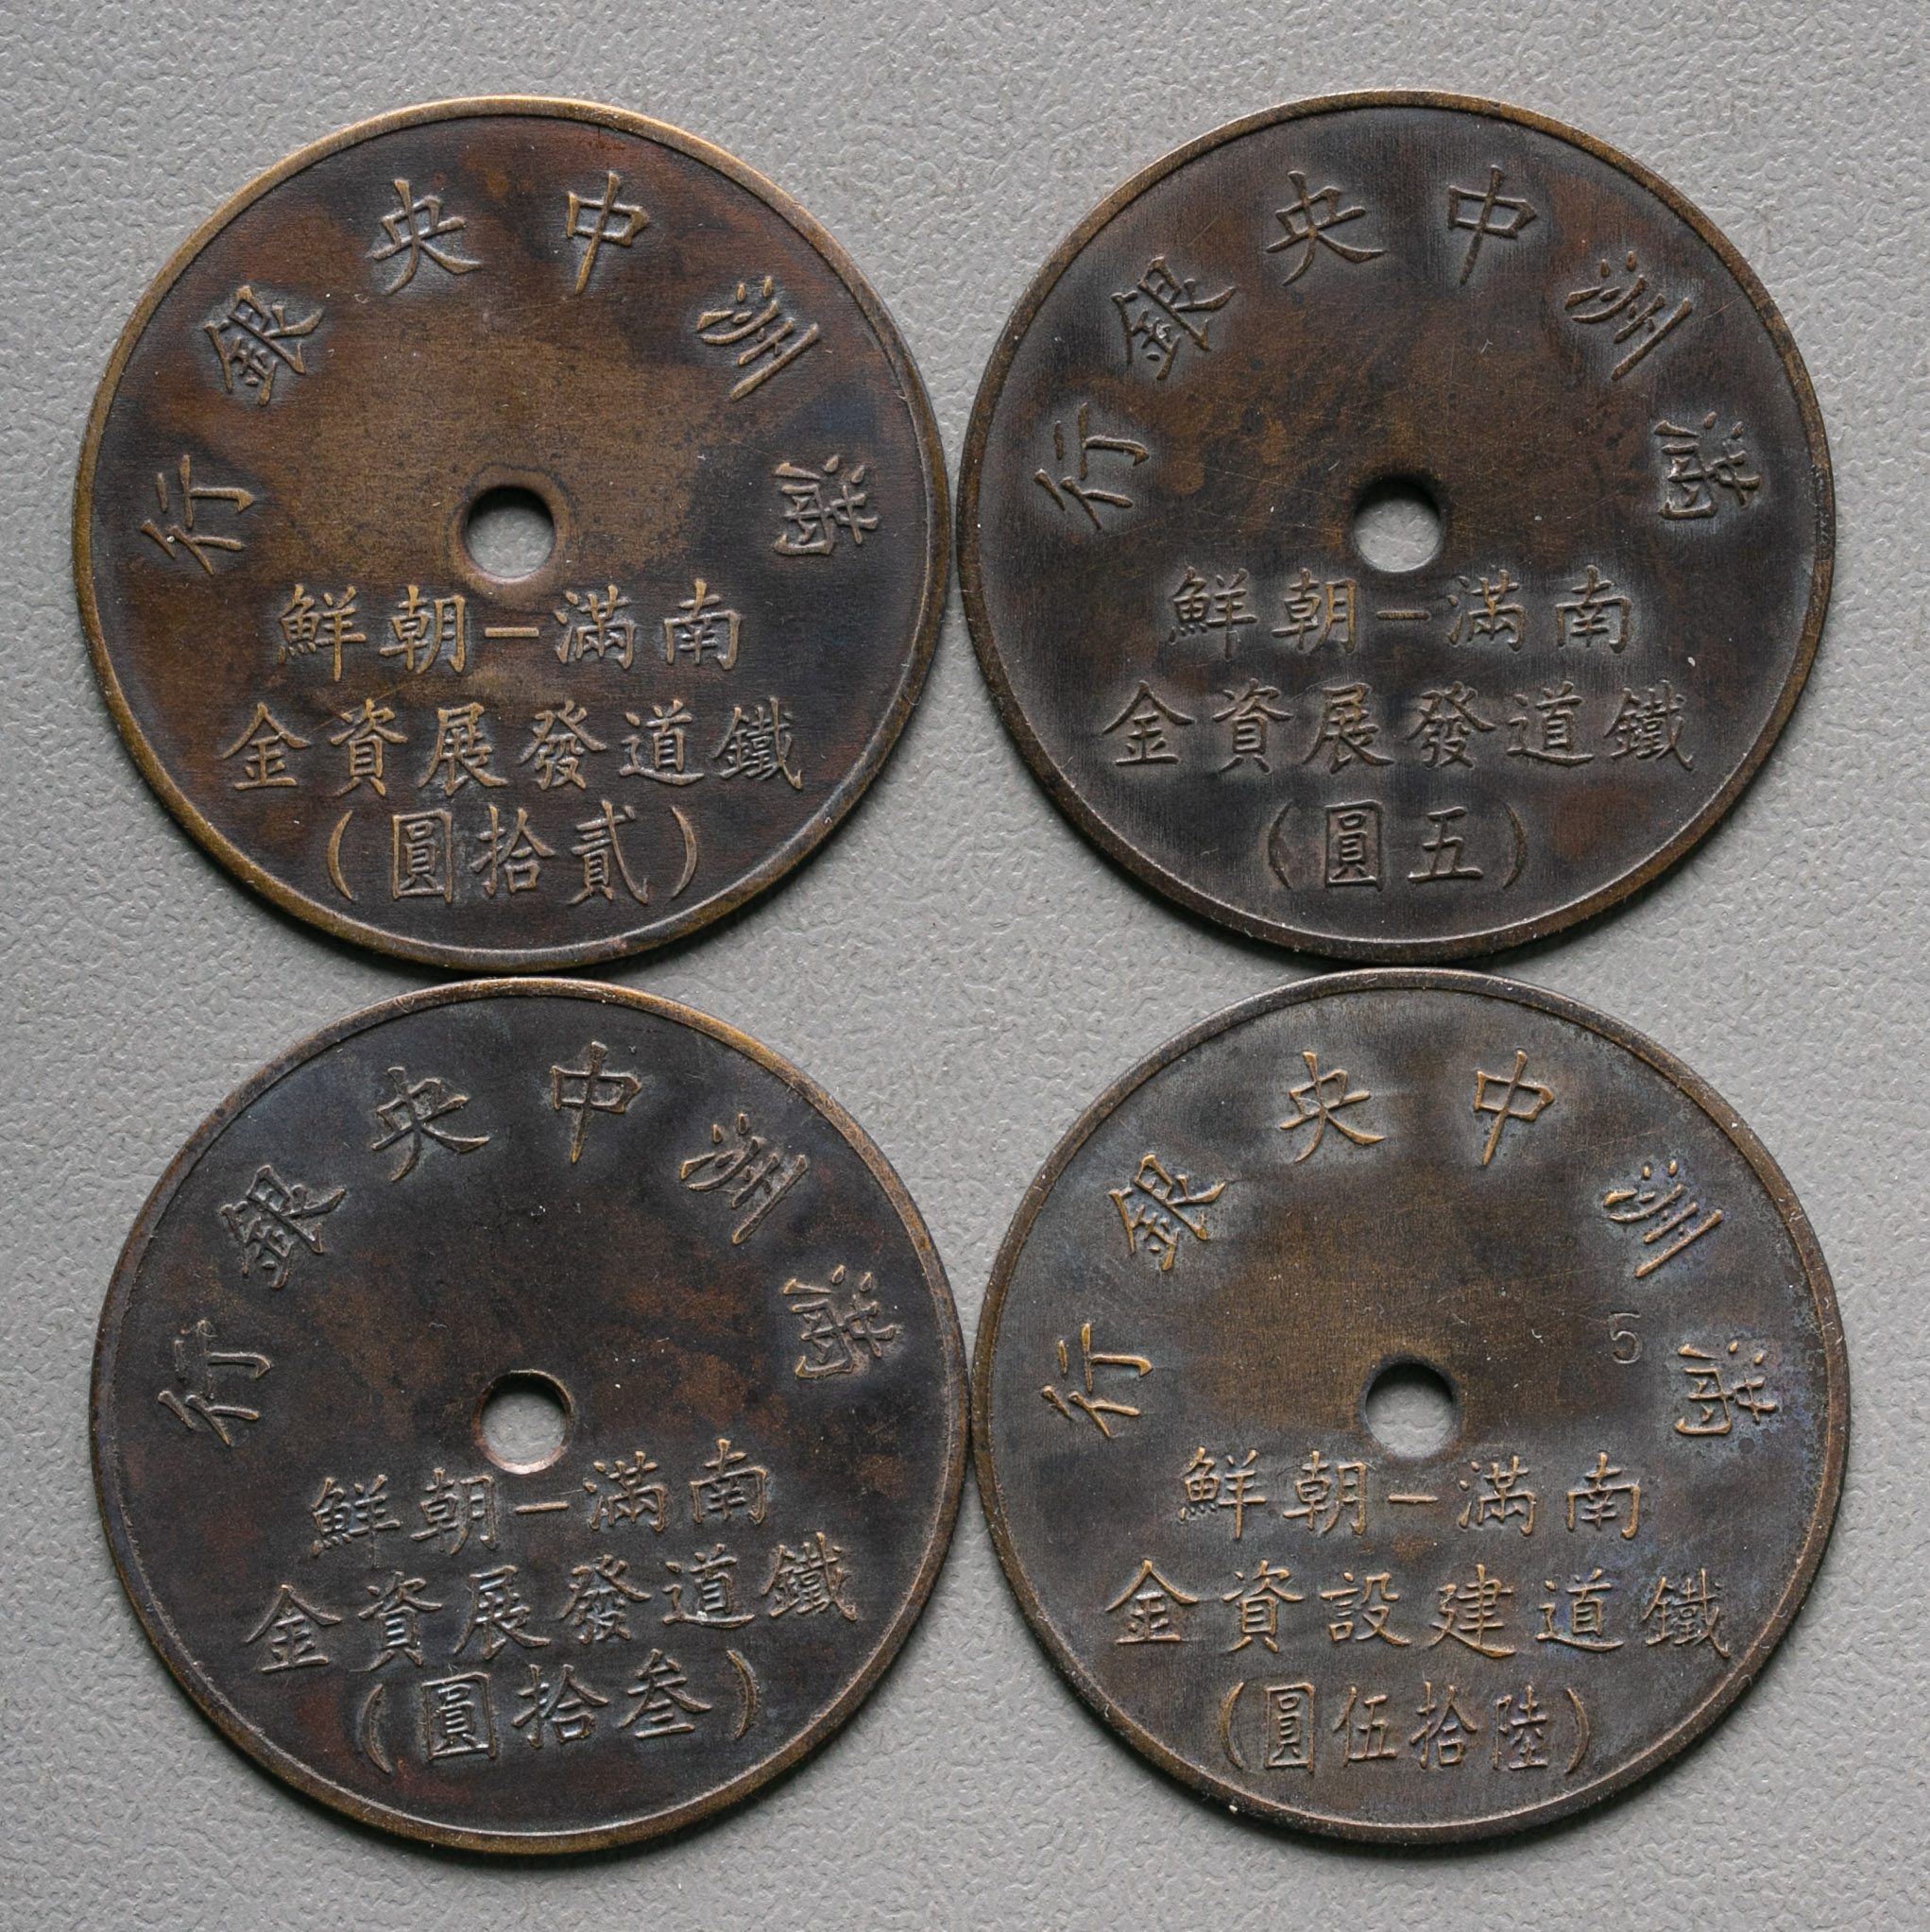 滿洲中央銀行
南滿—朝鮮
鐵道發展資金
(貳拾圓)
滿洲中央銀行
南滿—朝鮮
鐵道發展資金
(五圓)
滿洲中央銀行
南滿—朝鮮
鐵道發展資金
(叁拾圓)
滿洲中央銀行
5
南滿—朝鮮
鐵道建設資金
(陸拾伍圓)